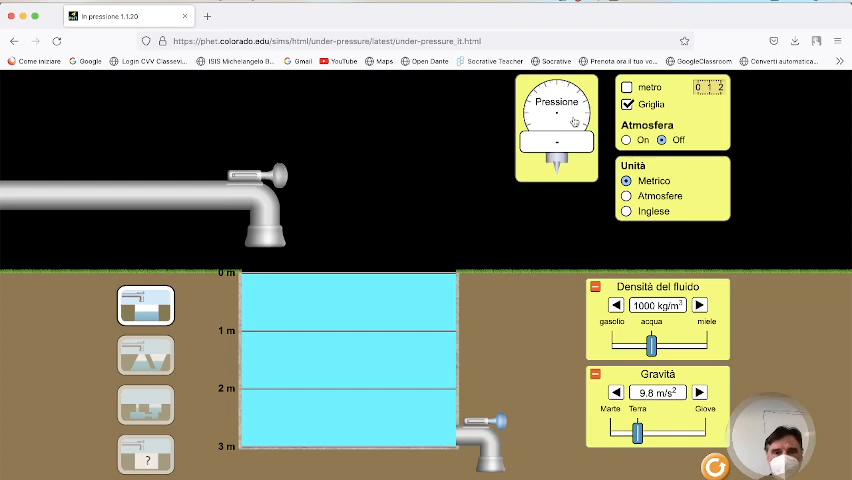 In pressione 1.1.20
https://phet.colorado.edu/sims/html/under-pressure/latest/under-pressure_it.html
Come iniziare Google Login CVV Classevi... ISIS Michelangelo B... Gmail YouTube Maps Open Dante Socrative Teacher Socrative Prenota ora il tuo v... GoogleClassroom Converti automatica...
Pressione
-
metro 0 1 2
Griglia
Atmosfera
On Off
Unità
Metrico
Atmosfere
Inglese
0 m
1 m
2 m
3 m
?
Densità del fluido
1000 kg/m³
gasolio acqua miele
Gravità
9.8 m/s²
Marte Terra Giove